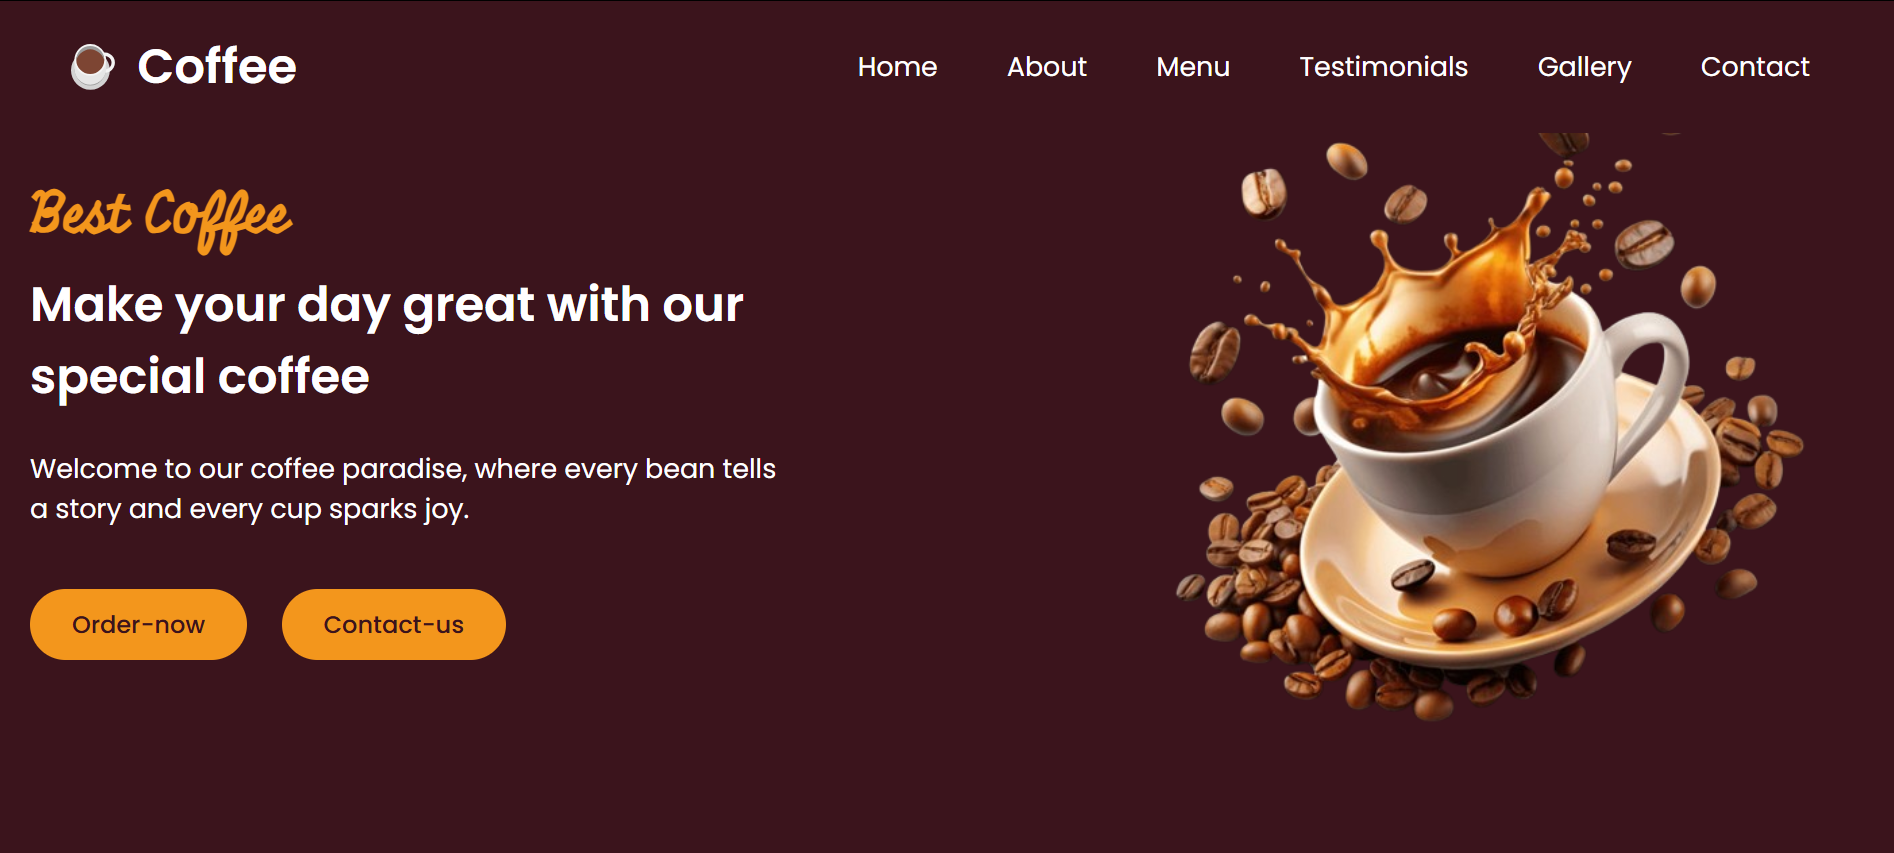 Coffee
Home About Menu Testimonials Gallery Contact
Best Coffee
Make your day great with our
special coffee
Welcome to our coffee paradise, where every bean tells
a story and every cup sparks joy.
Order-now Contact-us